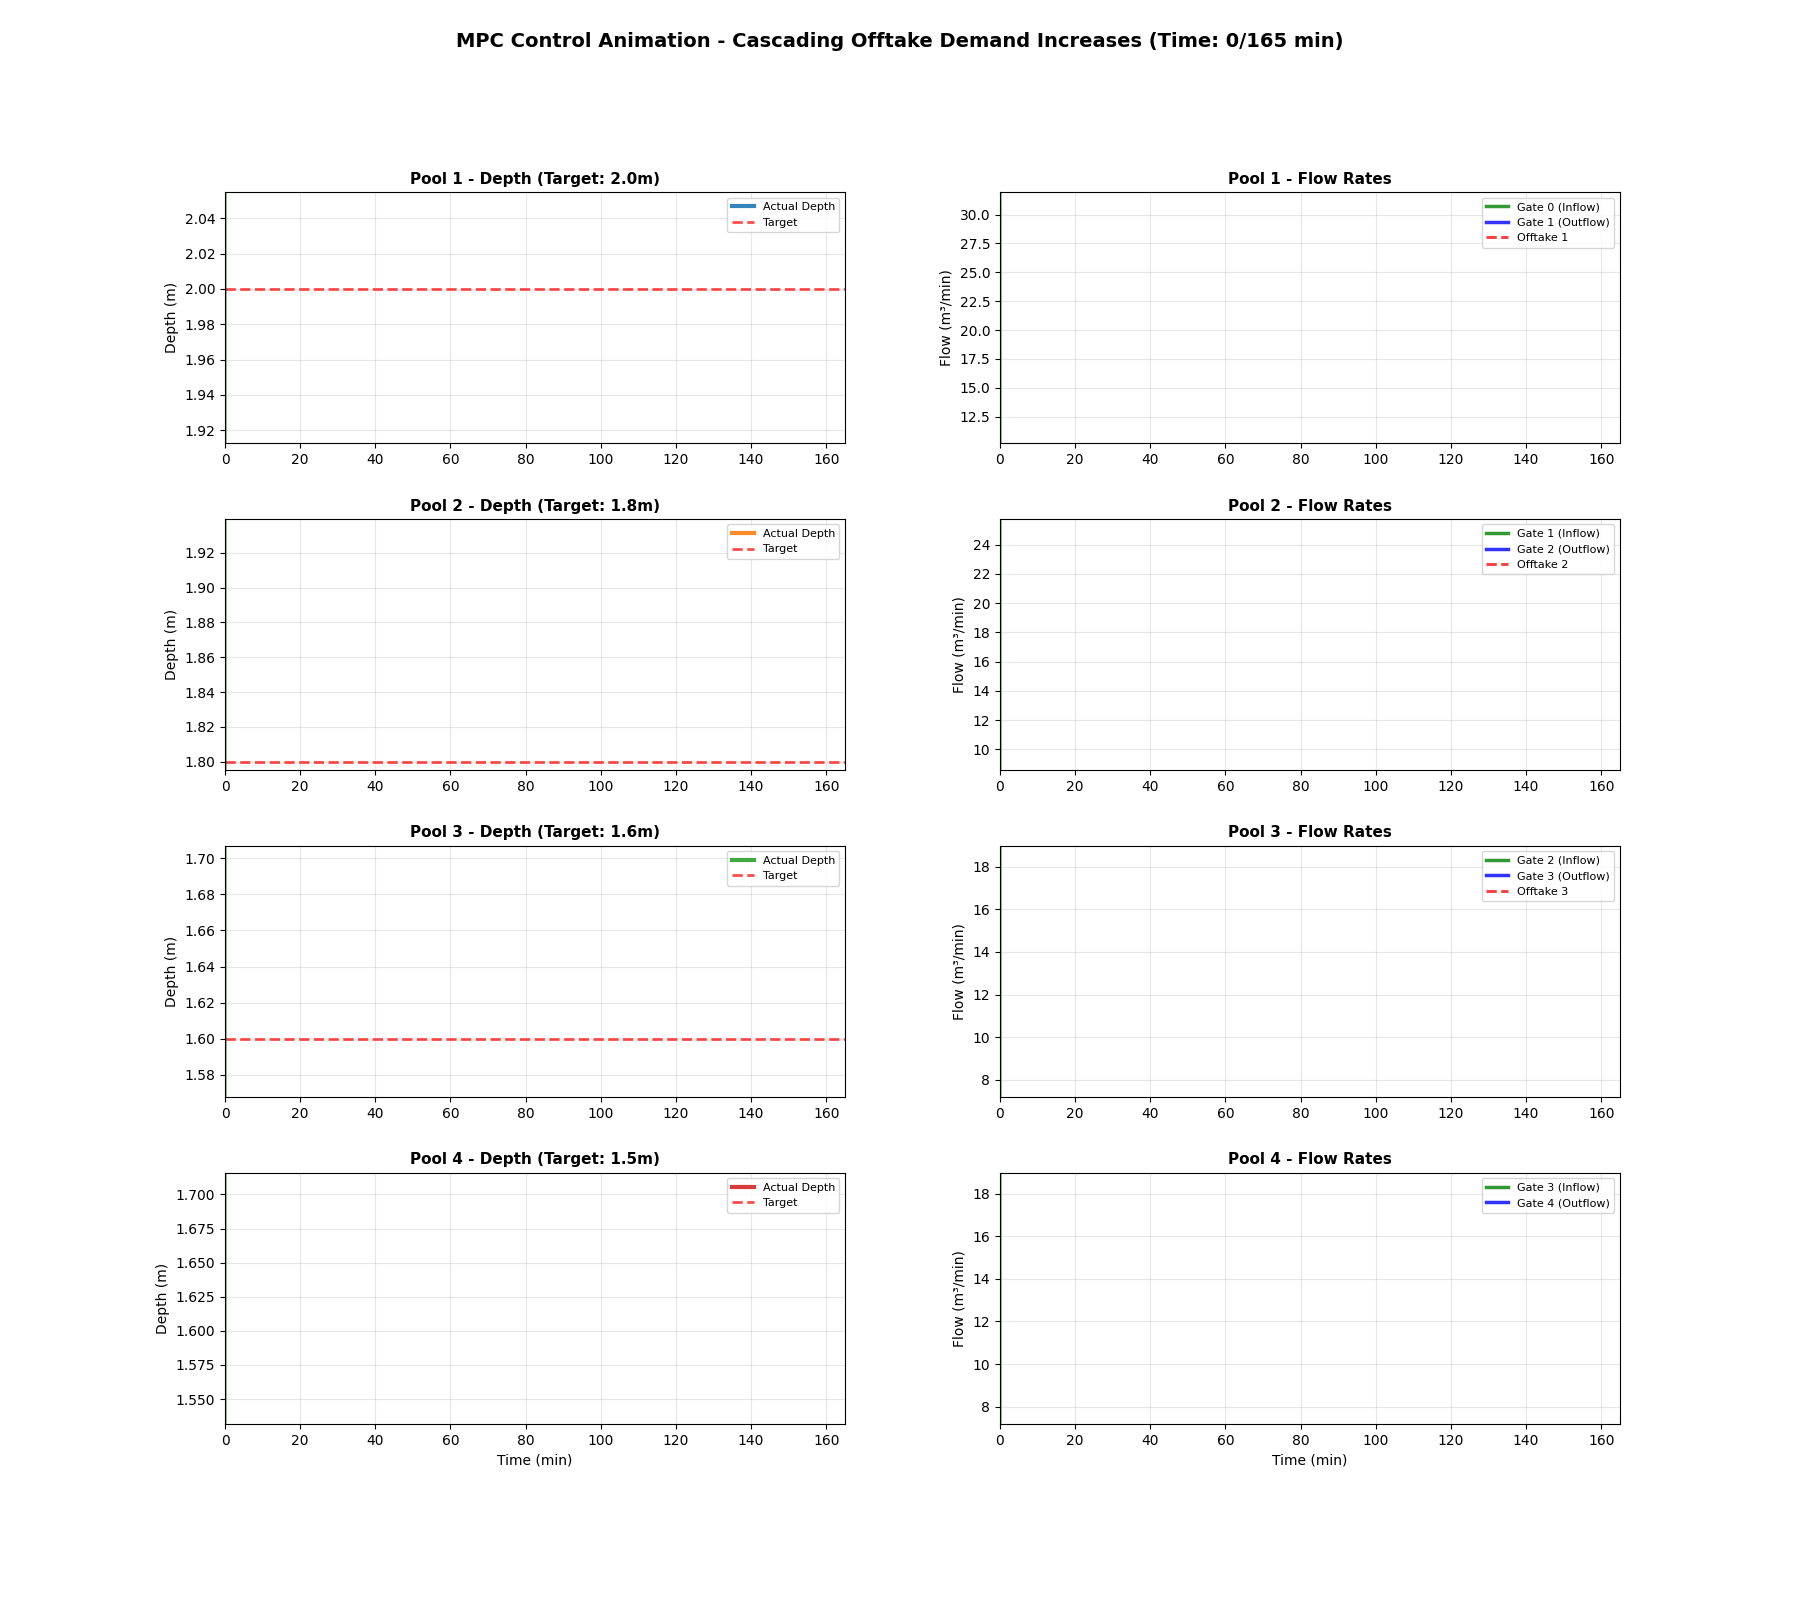 MPC Control Animation - Cascading Offtake Demand Increases (Time: 0/165 min)
Pool 1 - Depth (Target: 2.0m)
Depth (m)
2.04
2.02
2.00
1.98
1.96
1.94
1.92
Actual Depth
Target
0 20 40 60 80 100 120 140 160
Pool 1 - Flow Rates
Flow (m³/min)
30.0
27.5
25.0
22.5
20.0
17.5
15.0
12.5
Gate 0 (Inflow)
Gate 1 (Outflow)
Offtake 1
0 20 40 60 80 100 120 140 160
Pool 2 - Depth (Target: 1.8m)
Depth (m)
1.92
1.90
1.88
1.86
1.84
1.82
1.80
Actual Depth
Target
0 20 40 60 80 100 120 140 160
Pool 2 - Flow Rates
Flow (m³/min)
24
22
20
18
16
14
12
10
Gate 1 (Inflow)
Gate 2 (Outflow)
Offtake 2
0 20 40 60 80 100 120 140 160
Pool 3 - Depth (Target: 1.6m)
Depth (m)
1.70
1.68
1.66
1.64
1.62
1.60
1.58
Actual Depth
Target
0 20 40 60 80 100 120 140 160
Pool 3 - Flow Rates
Flow (m³/min)
18
16
14
12
10
8
Gate 2 (Inflow)
Gate 3 (Outflow)
Offtake 3
0 20 40 60 80 100 120 140 160
Pool 4 - Depth (Target: 1.5m)
Depth (m)
1.700
1.675
1.650
1.625
1.600
1.575
1.550
Actual Depth
Target
0 20 40 60 80 100 120 140 160
Time (min)
Pool 4 - Flow Rates
Flow (m³/min)
18
16
14
12
10
8
Gate 3 (Inflow)
Gate 4 (Outflow)
0 20 40 60 80 100 120 140 160
Time (min)